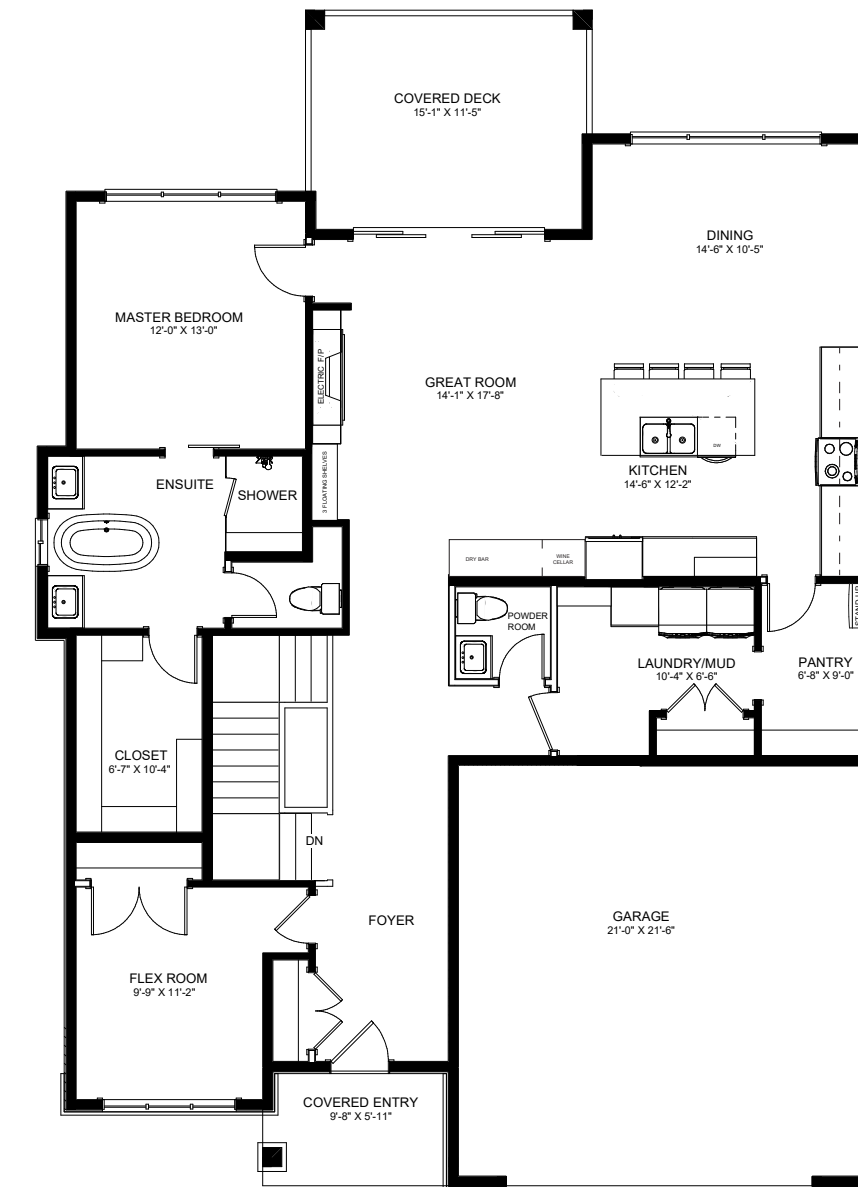 COVERED DECK
15'-1" X 11'-5"
DINING
14'-6" X 10'-5"
MASTER BEDROOM
12'-0" X 13'-0"
ELECTRIC F/P
GREAT ROOM
14'-1" X 17'-8"
DW
KITCHEN
14'-6" X 12'-2"
ENSUITE
SHOWER
3 FLOATING SHELVES
DRY BAR
WINE
CELLAR
POWDER
ROOM
STAND UP
LAUNDRY/MUD
10'-4" X 6'-6"
PANTRY
6'-8" X 9'-0"
CLOSET
6'-7" X 10'-4"
DN
FOYER
GARAGE
21'-0" X 21'-6"
FLEX ROOM
9'-9" X 11'-2"
COVERED ENTRY
9'-8" X 5'-11"